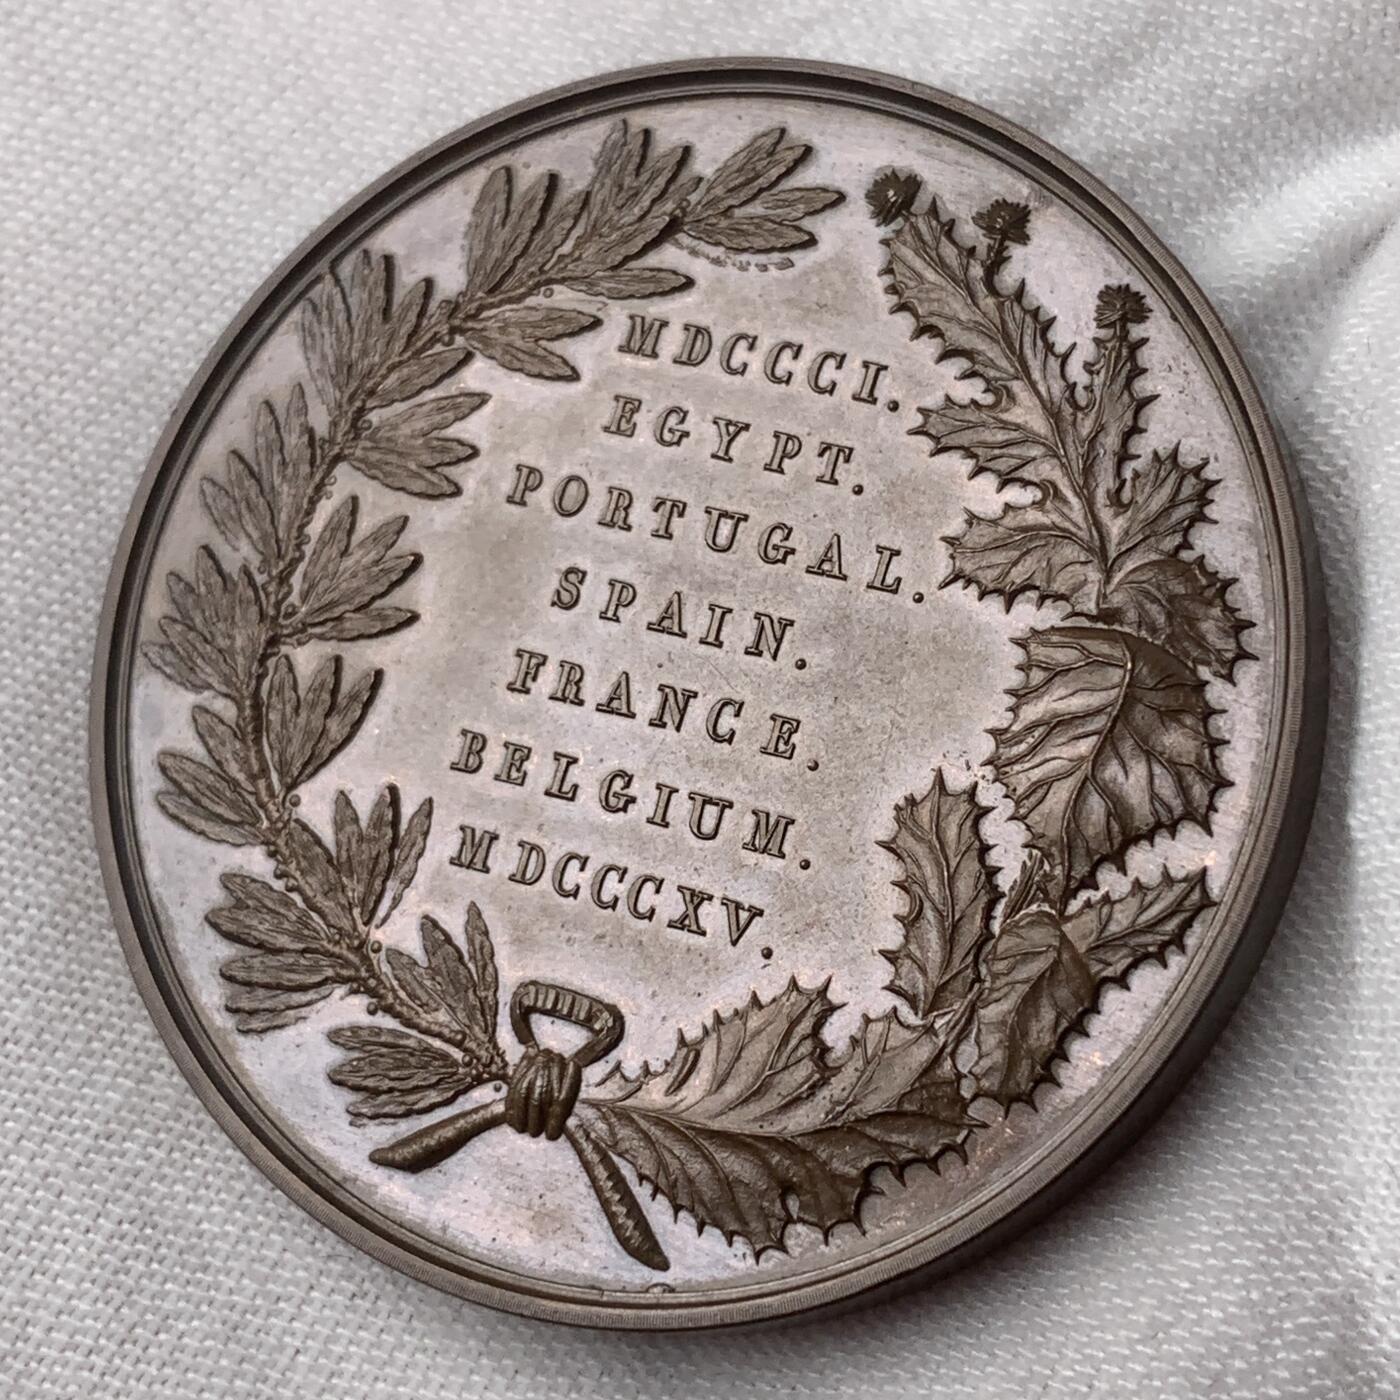 MDCCCI.
EGYPT.
PORTUGAL.
SPAIN.
FRANCE.
BELGIUM.
MDCCCXV.